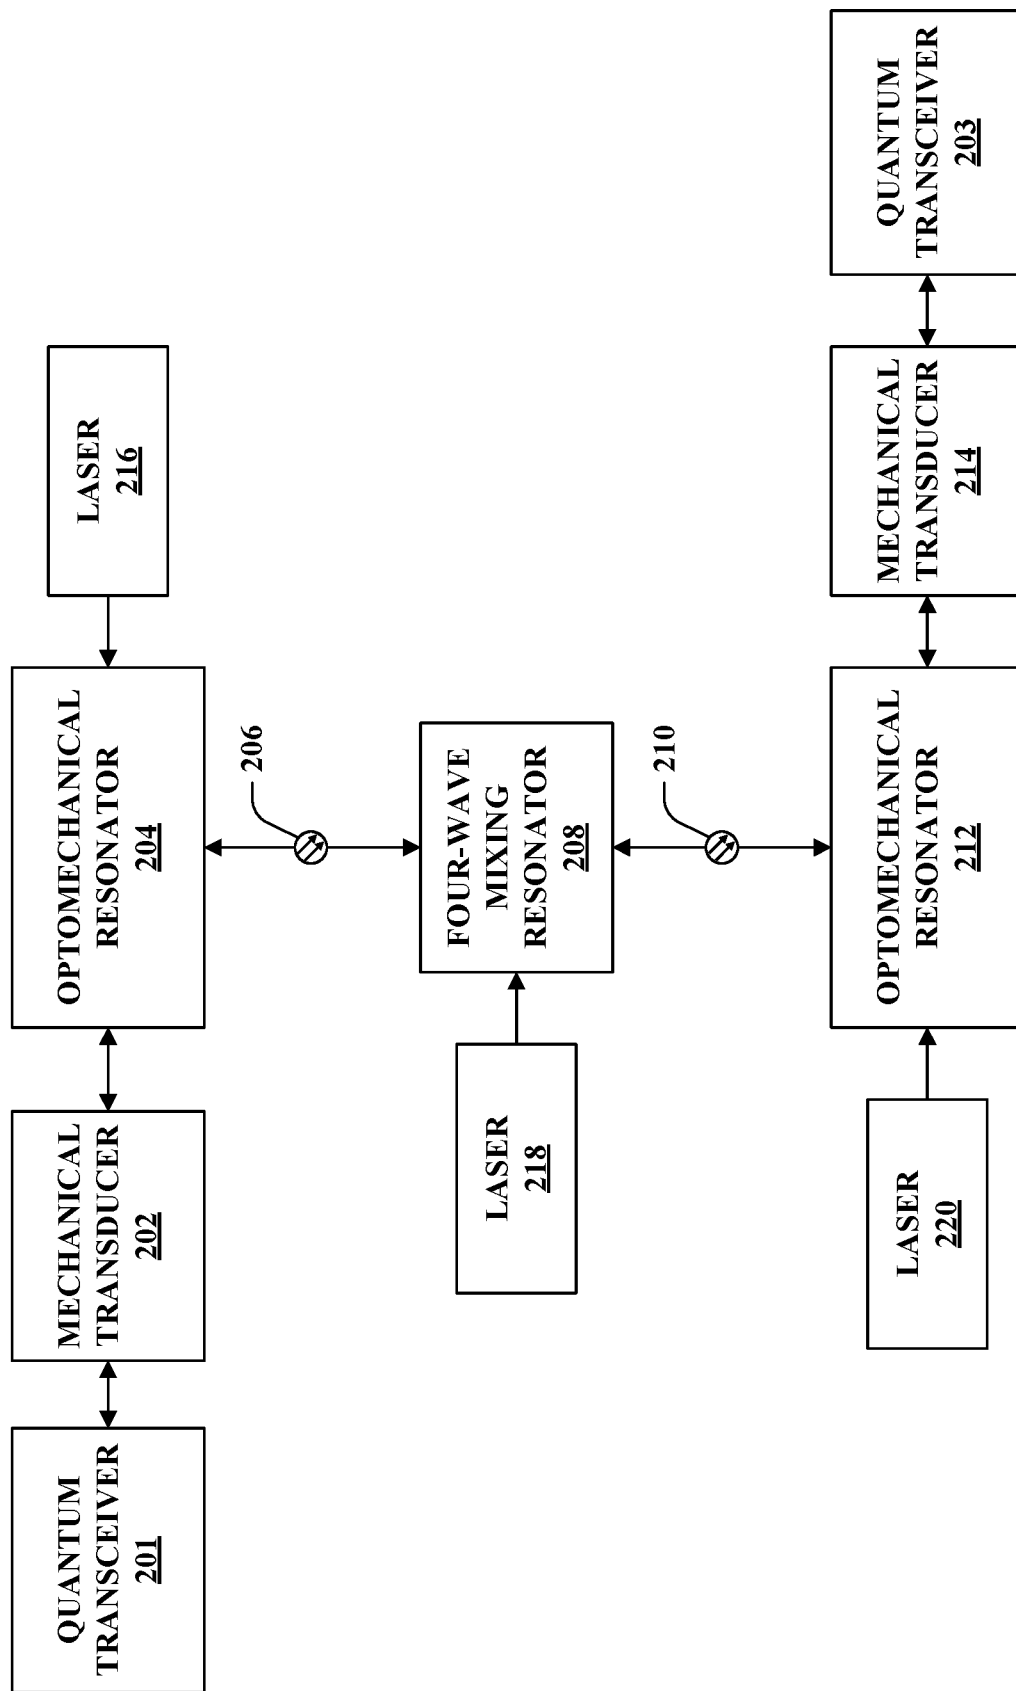 QUANTUM
TRANSCEIVER
201
MECHANICAL
TRANSDUCER
202
OPTOMECHANICAL
RESONATOR
204
LASER
216
206
FOUR-WAVE
MIXING
RESONATOR
208
LASER
218
210
OPTOMECHANICAL
RESONATOR
212
LASER
220
MECHANICAL
TRANSDUCER
214
QUANTUM
TRANSCEIVER
203